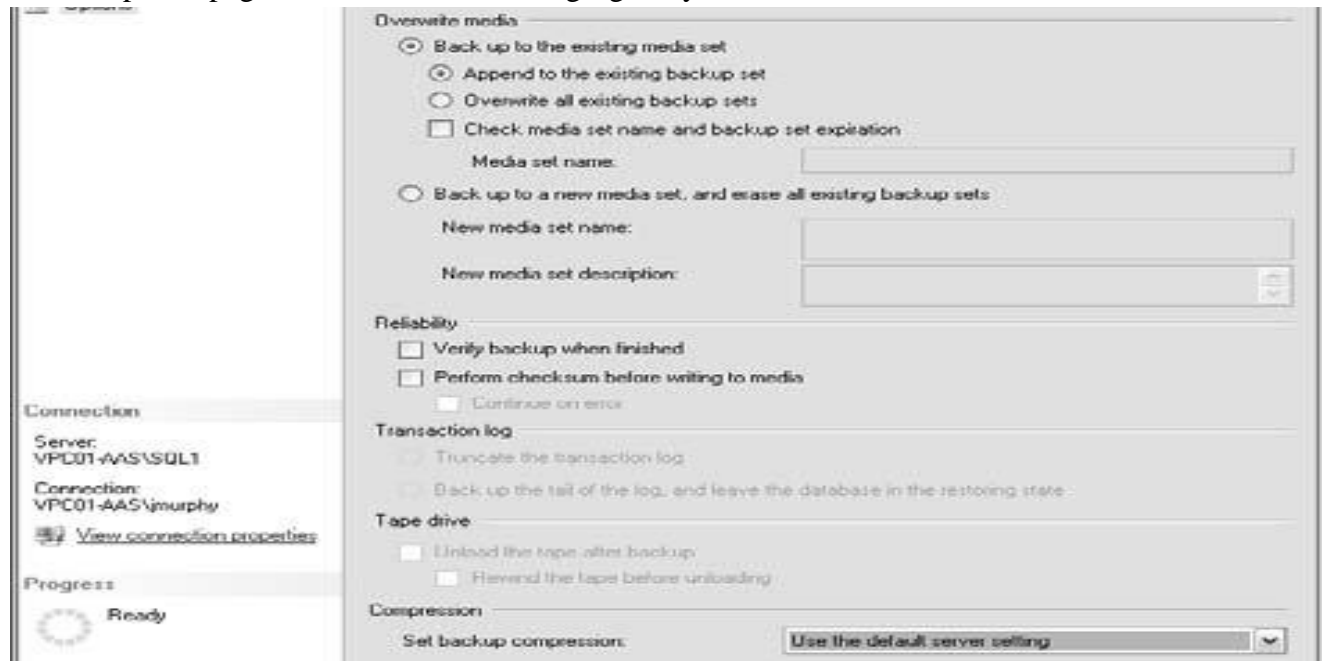 Options
Overwrite media
Back up to the existing media set
Append to the existing backup set
Overwrite all existing backup sets
Check media set name and backup set expiration
Media set name:
Back up to a new media set, and erase all existing backup sets
New media set name:
New media set description:
Reliability
Verify backup when finished
Perform checksum before writing to media
Continue on error
Transaction log
Truncate the transaction log
Back up the tail of the log, and leave the database in the restoring state
Tape drive
Unload the tape after backup
Rewind the tape before unloading
Compression
Set backup compression:
Use the default server setting
Connection
Server:
VPC01-AAS\SQL1
Connection:
VPC01-AAS\jmurphy
View connection properties
Progress
Ready